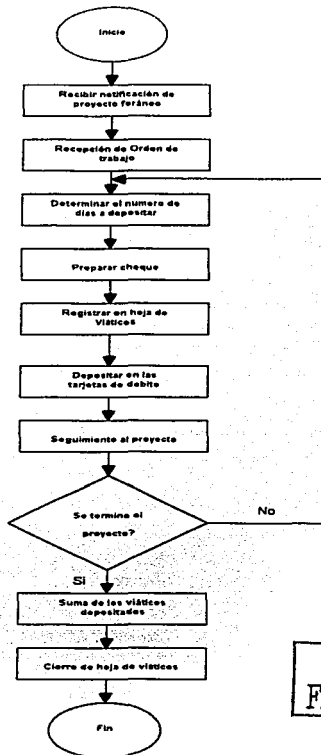 Inicio
Recibir notificación de
proyecto foráneo
Recepción de Orden de
trabajo
Determinar el numero de
días a depositar
Preparar cheque
Registrar en hoja de
Viáticos
Depositar en las
tarjetas de debito
Seguimiento al proyecto
Se termino el
proyecto?
No
Si
Suma de los viáticos
depositados
Cierre de hoja de viáticos
Fin